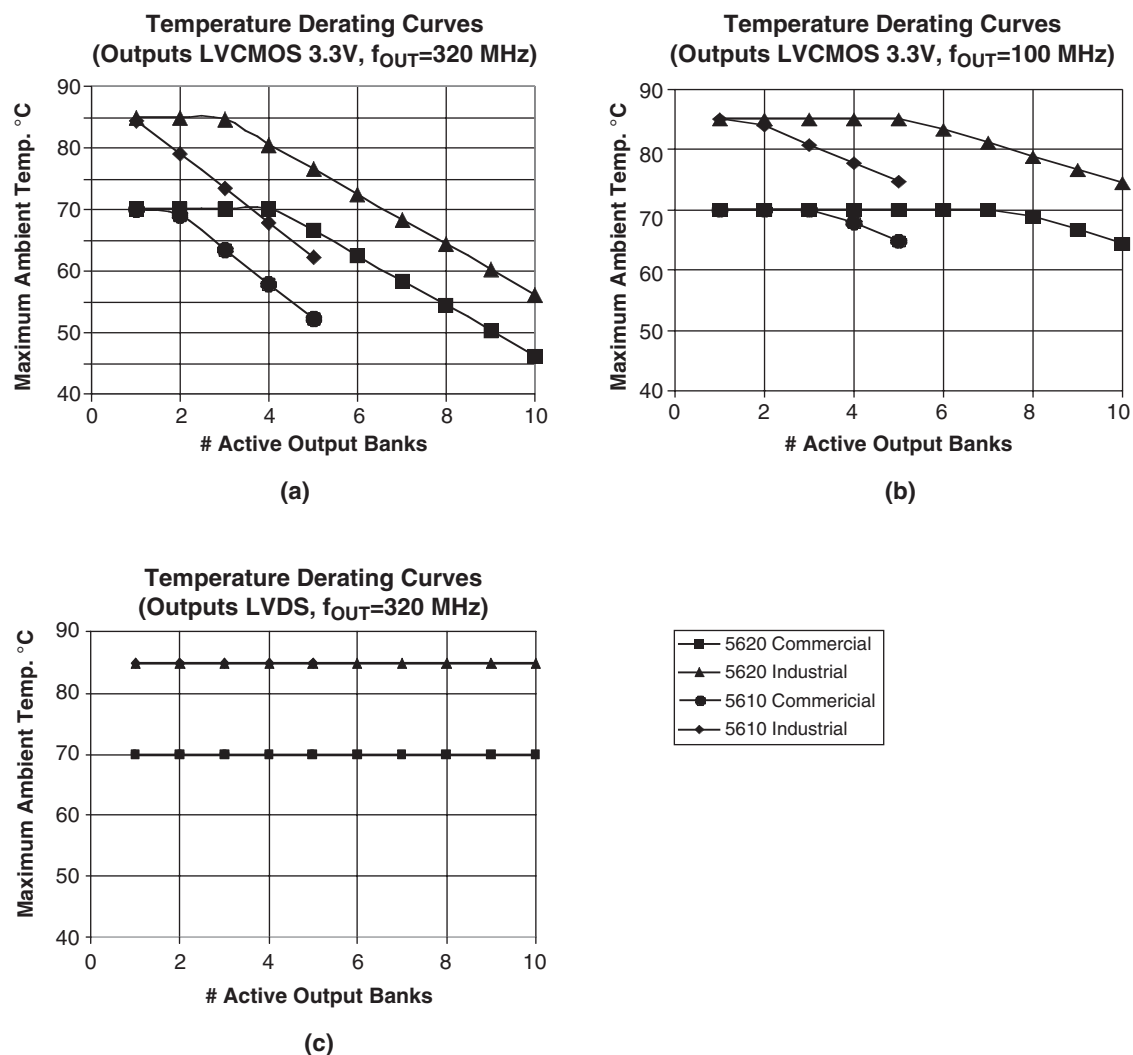 Temperature Derating Curves
(Outputs LVCMOS 3.3V, fOUT=320 MHz)
Maximum Ambient Temp. °C
90
80
70
60
50
40
0 2 4 6 8 10
# Active Output Banks
(a)
Temperature Derating Curves
(Outputs LVCMOS 3.3V, fOUT=100 MHz)
Maximum Ambient Temp. °C
90
80
70
60
50
40
0 2 4 6 8 10
# Active Output Banks
(b)
Temperature Derating Curves
(Outputs LVDS, fOUT=320 MHz)
Maximum Ambient Temp. °C
90
80
70
60
50
40
0 2 4 6 8 10
# Active Output Banks
(c)
5620 Commercial
5620 Industrial
5610 Commericial
5610 Industrial